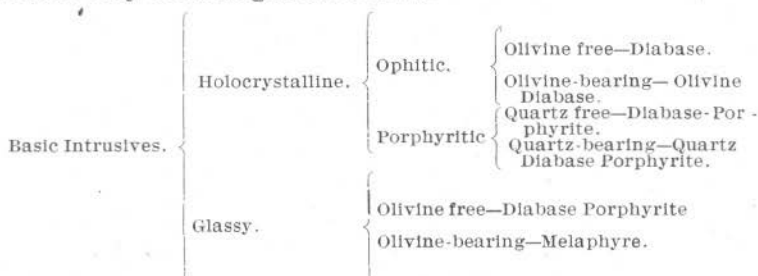 Olivine free—Diabase.
Ophitic.
Holocrystalline.
Olivine-bearing—Olivine
Diabase.
Quartz free—Diabase-Por-
phyrite.
Porphyritic
Basic Intrusives.
Quartz-bearing—Quartz
Diabase Porphyrite.
Olivine free—Diabase Porphyrite
Glassy.
Olivine-bearing—Melaphyre.